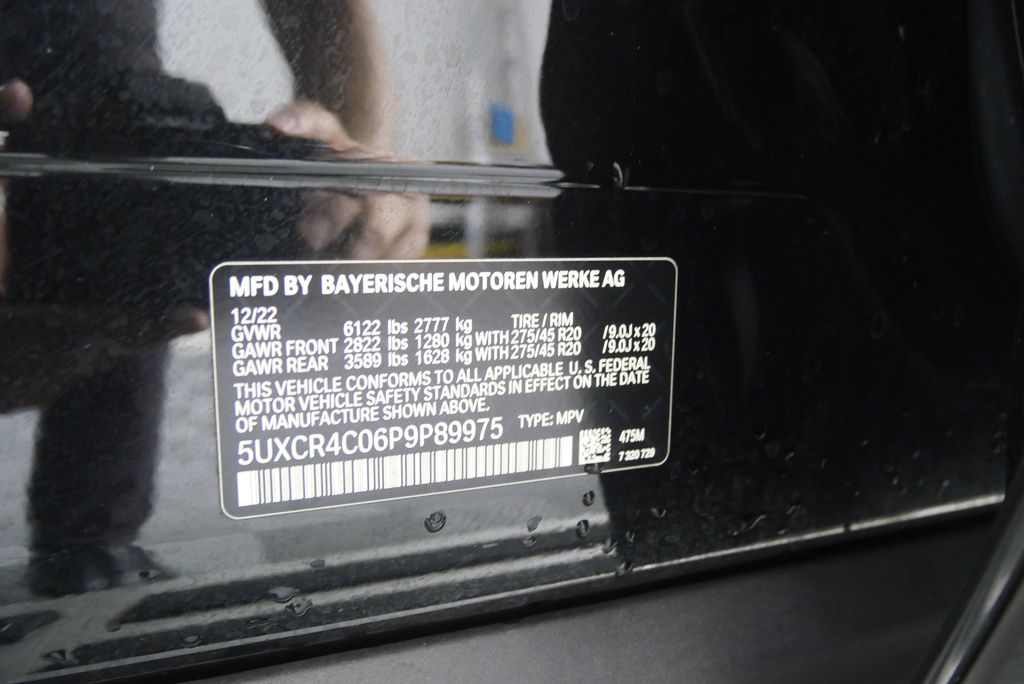 MFD BY BAYERISCHE MOTOREN WERKE AG
12/22
GVWR 6122 lbs 2777 kg TIRE / RIM
GAWR FRONT 2822 lbs 1280 kg WITH 275/45 R20 /9.0J x 20
GAWR REAR 3589 lbs 1628 kg WITH 275/45 R20 /9.0J x 20
THIS VEHICLE CONFORMS TO ALL APPLICABLE U.S. FEDERAL
MOTOR VEHICLE SAFETY STANDARDS IN EFFECT ON THE DATE
OF MANUFACTURE SHOWN ABOVE.
5UXCR4C06P9P89975 TYPE: MPV
475M
7 320 729